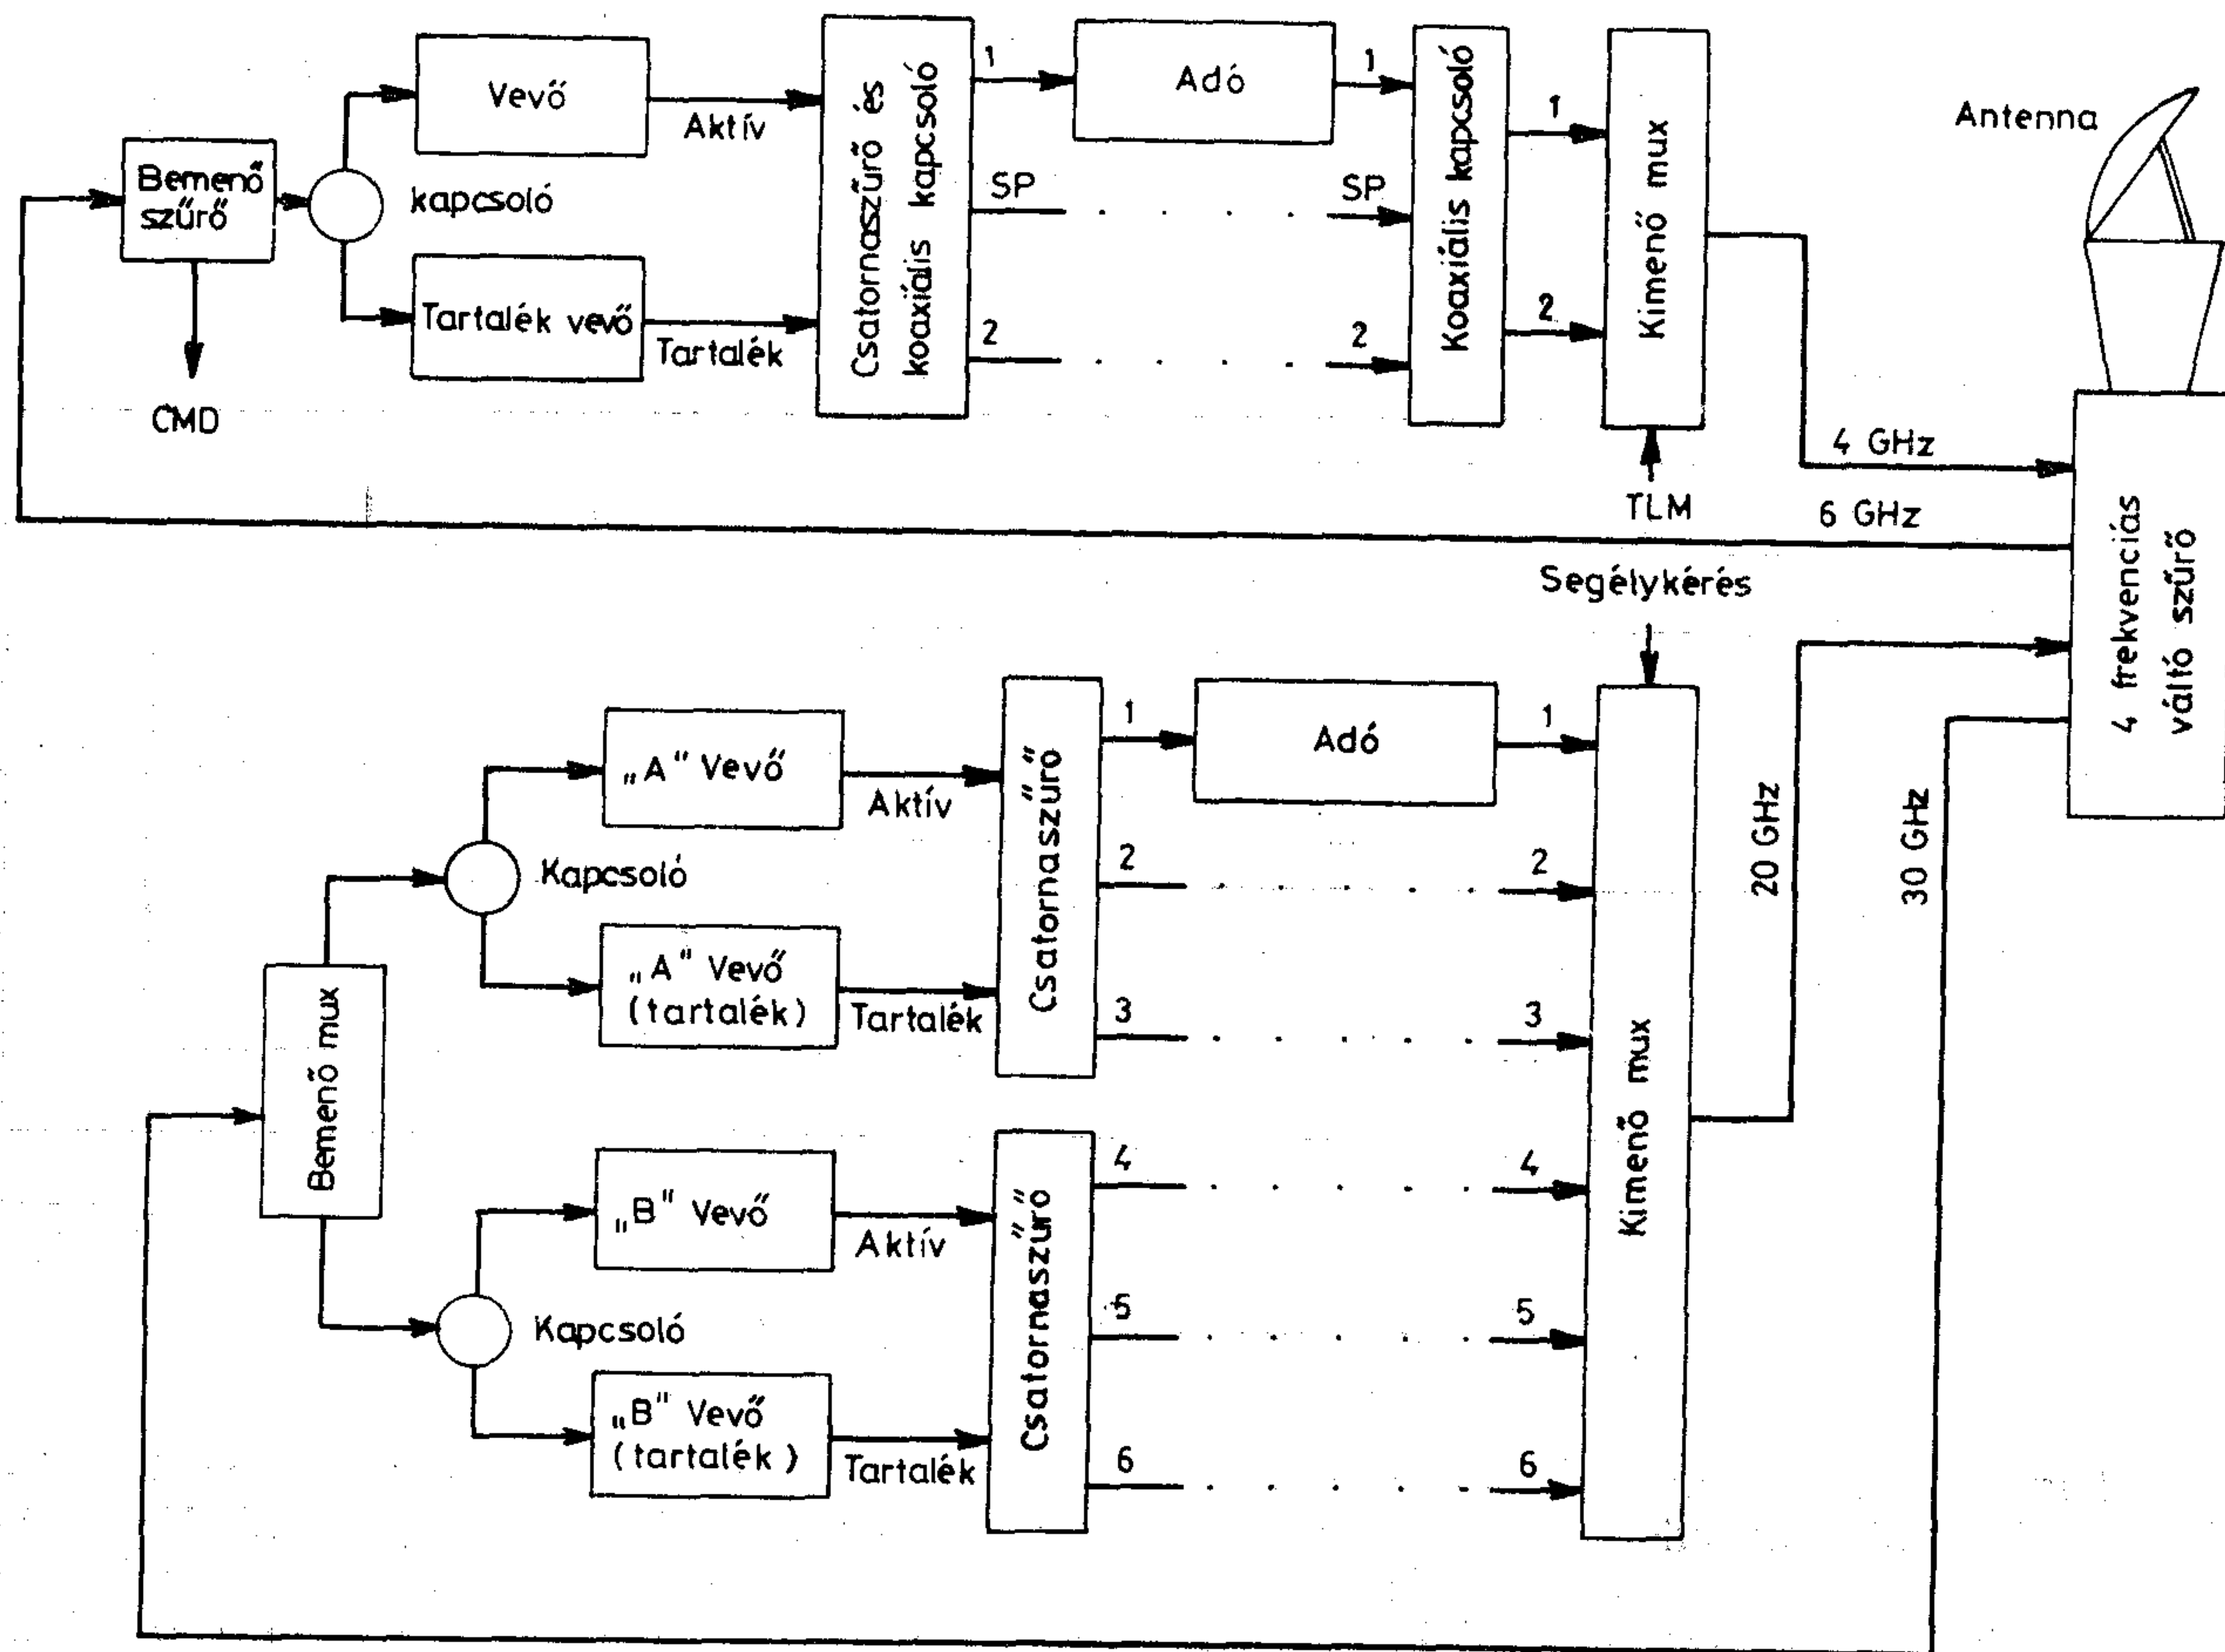 Vevő
Aktív
Bemenő
szűrő
kapcsoló
Tartalék vevő
Tartalék
CMD
Csatornaszűrő és
koaxiális kapcsoló
1
SP
2
Adó
1
SP
2
Koaxiális kapcsoló
1
2
Kimenő mux
TLM
Antenna
4 GHz
6 GHz
4 frekvenciás
váltó szűrő
Segélykérés
„A" Vevő
Aktív
Kapcsoló
„A" Vevő
(tartalék)
Tartalék
Csatornaszűrő
1
2
3
Adó
1
2
3
Bemenő mux
„B" Vevő
Aktív
Kapcsoló
„B" Vevő
(tartalék)
Tartalék
Csatornaszűrő
4
5
6
4
5
6
Kimenő mux
20 GHz
30 GHz